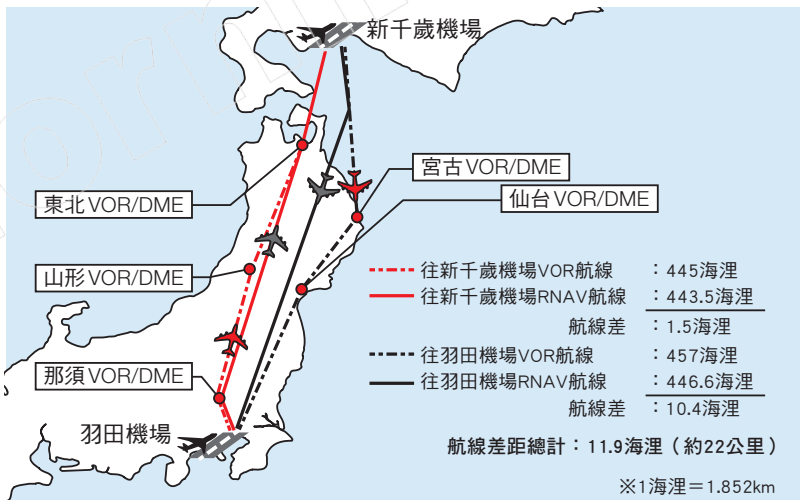 新千歲機場
宮古VOR/DME
仙台VOR/DME
東北VOR/DME
山形VOR/DME
那須VOR/DME
羽田機場
往新千歲機場VOR航線 ：445海浬
往新千歲機場RNAV航線 ：443.5海浬
航線差 ：1.5海浬
往羽田機場VOR航線 ：457海浬
往羽田機場RNAV航線 ：446.6海浬
航線差 ：10.4海浬
航線差距總計：11.9海浬（約22公里）
※1海浬＝1.852km